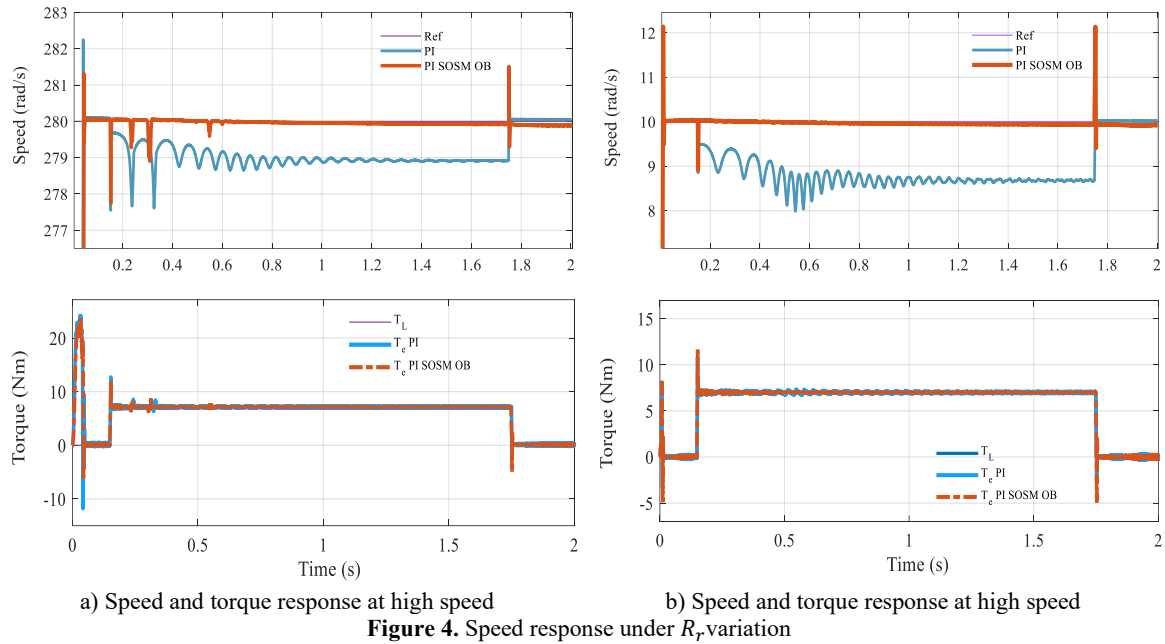 283
282
281
280
279
278
277
Speed (rad/s)
Ref
PI
PI SOSM OB
0.2 0.4 0.6 0.8 1 1.2 1.4 1.6 1.8 2
12
11
10
9
8
Speed (rad/s)
Ref
PI
PI SOSM OB
0.2 0.4 0.6 0.8 1 1.2 1.4 1.6 1.8 2
20
10
0
-10
Torque (Nm)
T_L
T_e PI
T_e PI SOSM OB
0 0.5 1 1.5 2
Time (s)
15
10
5
0
-5
Torque (Nm)
T_L
T_e PI
T_e PI SOSM OB
0 0.5 1 1.5 2
Time (s)
a) Speed and torque response at high speed
b) Speed and torque response at high speed
Figure 4. Speed response under R_r variation